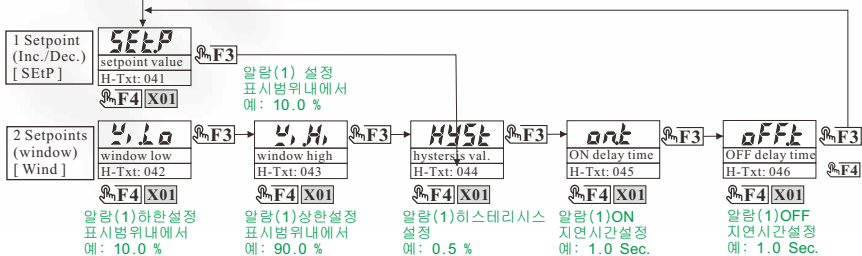 1 Setpoint
(Inc./Dec.)
[ SEtP ]
SEt.P
setpoint value
H-Txt: 041
F3
F4 X01
알람(1) 설정
표시범위내에서
예: 10.0 %
2 Setpoints
(window)
[ Wind ]
window low
H-Txt: 042
F3
F4 X01
알람(1)하한설정
표시범위내에서
예: 10.0 %
window high
H-Txt: 043
F3
F4 X01
알람(1)상한설정
표시범위내에서
예: 90.0 %
HYSt
hysteresis val.
H-Txt: 044
F3
F4 X01
알람(1)히스테리시스
설정
예: 0.5 %
on.t
ON delay time
H-Txt: 045
F3
F4 X01
알람(1)ON
지연시간설정
예: 1.0 Sec.
oFF.t
OFF delay time
H-Txt: 046
F3
F4
F4 X01
알람(1)OFF
지연시간설정
예: 1.0 Sec.